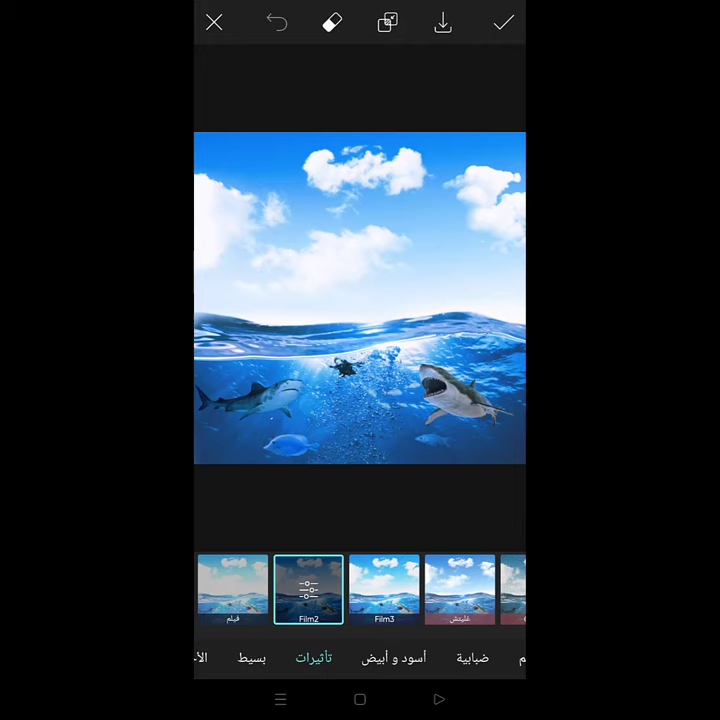 فيلم
Film2
Film3
غليتش
بسيط
تأثيرات
أسود و أبيض
ضبابية